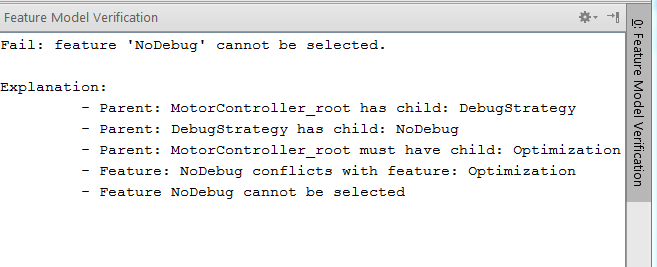 Feature Model Verification
Fail: feature 'NoDebug' cannot be selected.
Explanation:
- Parent: MotorController_root has child: DebugStrategy
- Parent: DebugStrategy has child: NoDebug
- Parent: MotorController_root must have child: Optimization
- Feature: NoDebug conflicts with feature: Optimization
- Feature NoDebug cannot be selected
0: Feature Model Verification